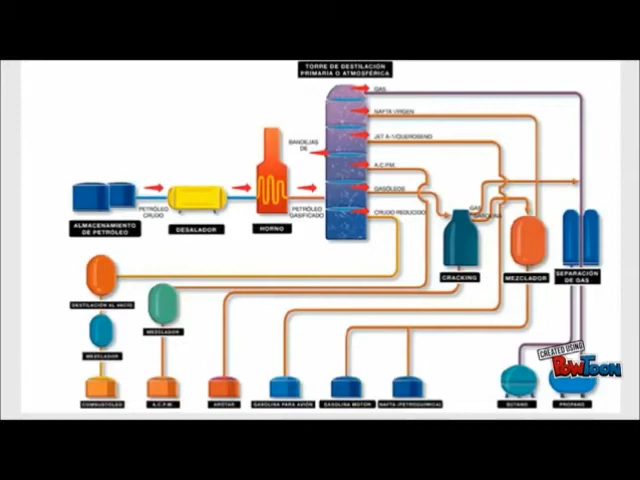 TORRE DE DESTILACIÓN
PRIMARIA O ATMOSFÉRICA
GAS
NAFTA VIRGEN
JET A-1/QUEROSENO
BANDEJAS
DE
A.C.P.M.
GASÓLEOS
CRUDO REDUCIDO
PETRÓLEO
CRUDO
PETRÓLEO
GASIFICADO
GAS
GASOLINA
ALMACENAMIENTO
DE PETRÓLEO
DESALADOR
HORNO
CRACKING
MEZCLADOR
SEPARACIÓN
DE GAS
DESTILACIÓN AL VACÍO
MEZCLADOR
MEZCLADOR
COMBUSTÓLEO
A.C.P.M.
GASOLINA PARA AVIÓN
GASOLINA MOTOR
NAFTA (PETROQUÍMICA)
BUTANO
PROPANO
CREATED USING
POWTOON